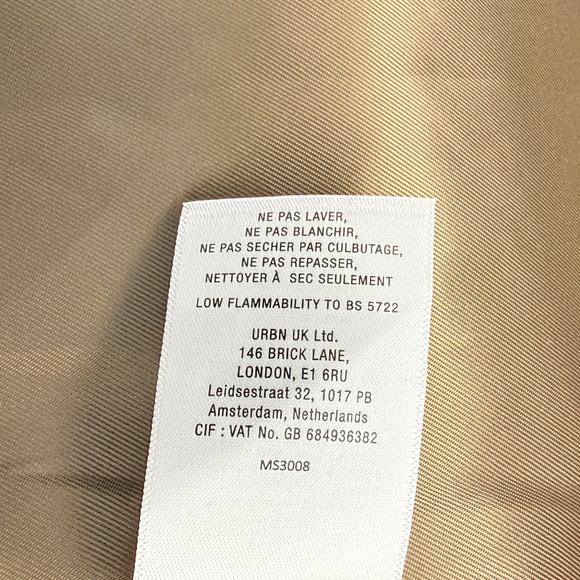 NE PAS LAVER,
NE PAS BLANCHIR,
NE PAS SECHER PAR CULBUTAGE,
NE PAS REPASSER,
NETTOYER À SEC SEULEMENT
LOW FLAMMABILITY TO BS 5722
URBN UK Ltd.
146 BRICK LANE,
LONDON, E1 6RU
Leidsestraat 32, 1017 PB
Amsterdam, Netherlands
CIF : VAT No. GB 684936382
MS3008